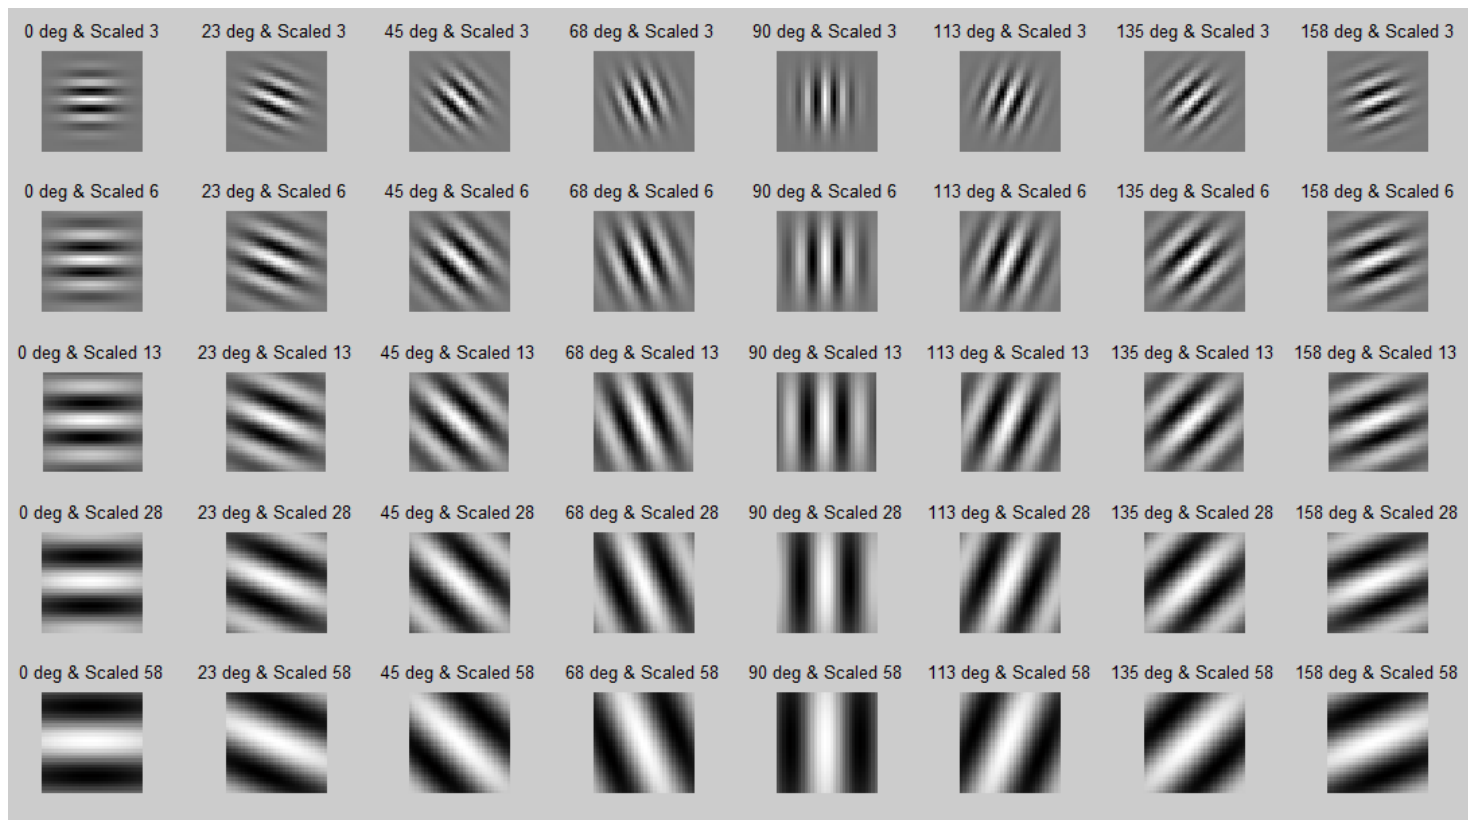 0 deg & Scaled 3 23 deg & Scaled 3 45 deg & Scaled 3 68 deg & Scaled 3 90 deg & Scaled 3 113 deg & Scaled 3 135 deg & Scaled 3 158 deg & Scaled 3
0 deg & Scaled 6 23 deg & Scaled 6 45 deg & Scaled 6 68 deg & Scaled 6 90 deg & Scaled 6 113 deg & Scaled 6 135 deg & Scaled 6 158 deg & Scaled 6
0 deg & Scaled 13 23 deg & Scaled 13 45 deg & Scaled 13 68 deg & Scaled 13 90 deg & Scaled 13 113 deg & Scaled 13 135 deg & Scaled 13 158 deg & Scaled 13
0 deg & Scaled 28 23 deg & Scaled 28 45 deg & Scaled 28 68 deg & Scaled 28 90 deg & Scaled 28 113 deg & Scaled 28 135 deg & Scaled 28 158 deg & Scaled 28
0 deg & Scaled 58 23 deg & Scaled 58 45 deg & Scaled 58 68 deg & Scaled 58 90 deg & Scaled 58 113 deg & Scaled 58 135 deg & Scaled 58 158 deg & Scaled 58